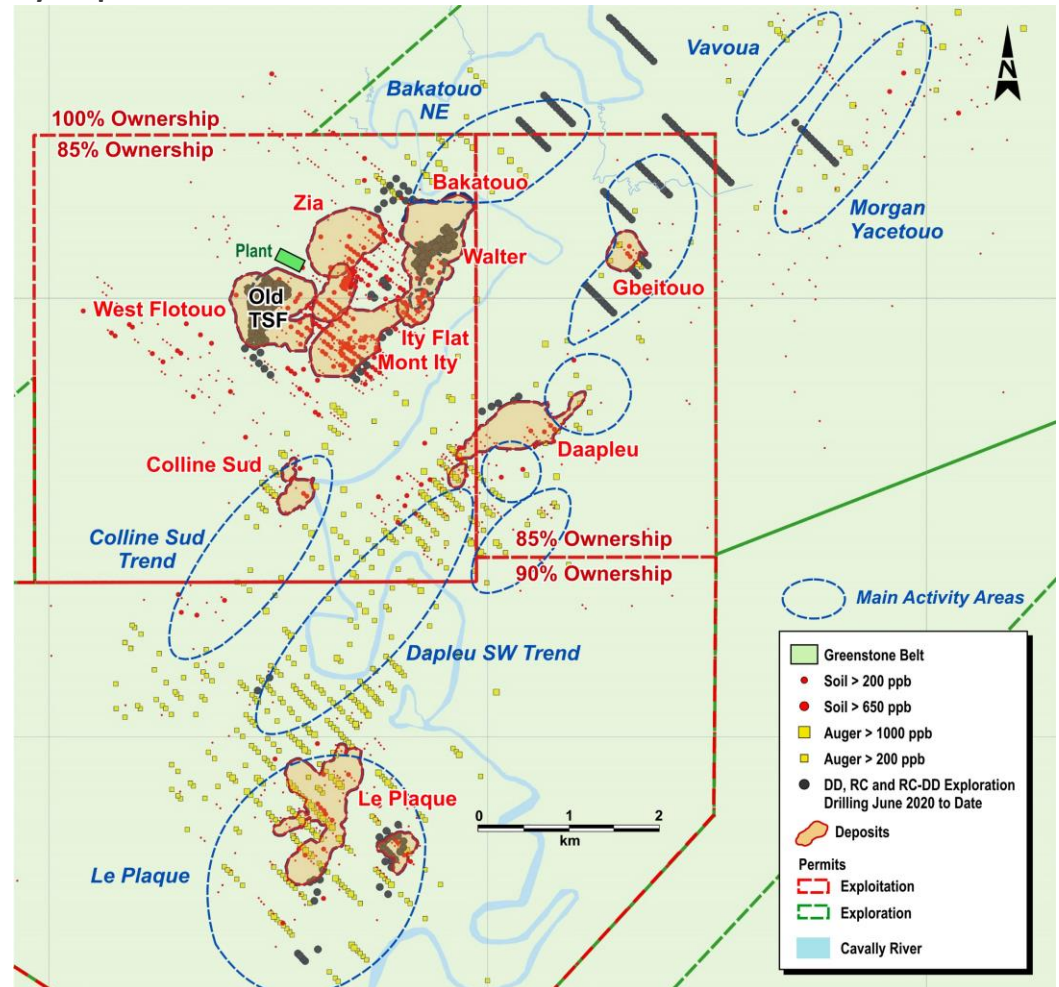 Vavoua
N
Bakatouo
NE
100% Ownership
85% Ownership
Bakatouo
Zia
Morgan
Yacetouo
Plant
Walter
Gbeitouo
Old
TSF
West Flotouo
Ity Flat
Mont Ity
Daapleu
Colline Sud
Colline Sud
Trend
85% Ownership
90% Ownership
Main Activity Areas
Dapleu SW Trend
Greenstone Belt
Soil > 200 ppb
Soil > 650 ppb
Auger > 1000 ppb
Auger > 200 ppb
DD, RC and RC-DD Exploration
Drilling June 2020 to Date
Deposits
Permits
Exploitation
Exploration
Cavally River
Le Plaque
0 1 2
km
Le Plaque